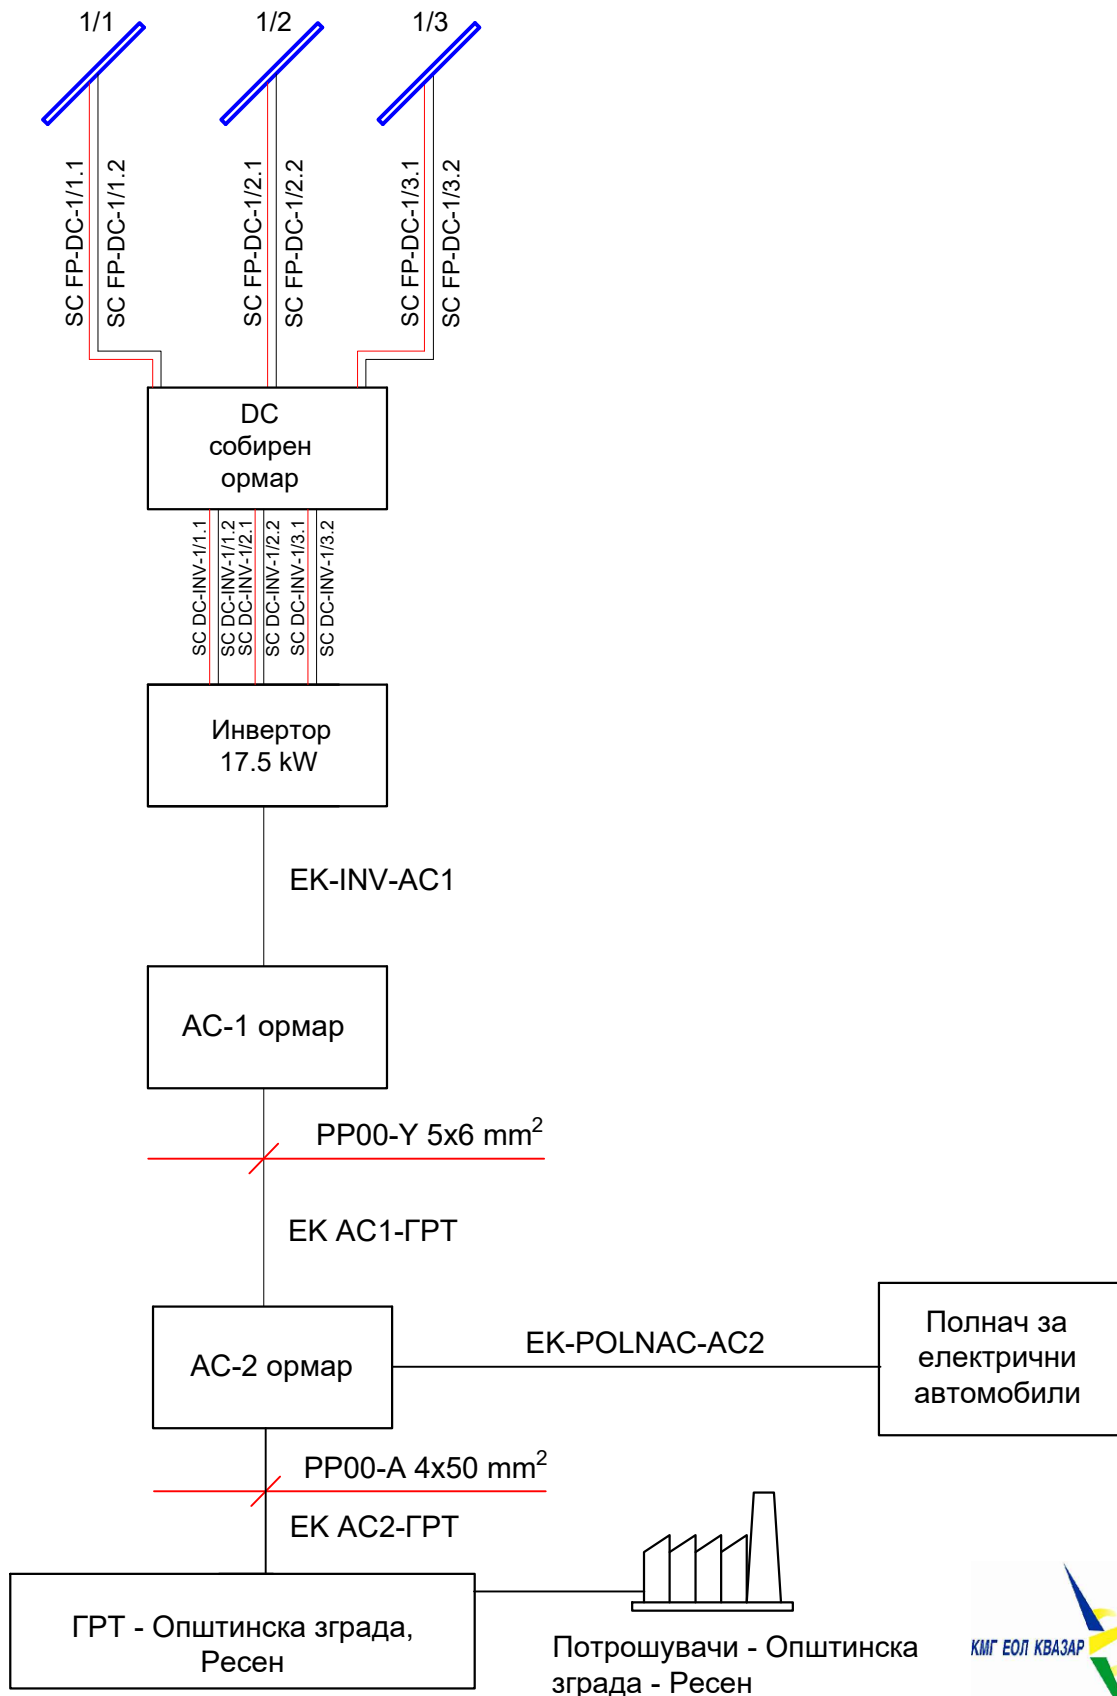 1/1
1/2
1/3
SC FP-DC-1/1.1
SC FP-DC-1/1.2
SC FP-DC-1/2.1
SC FP-DC-1/2.2
SC FP-DC-1/3.1
SC FP-DC-1/3.2
DC
собирен
ормар
SC DC-INV-1/1.1
SC DC-INV-1/1.2
SC DC-INV-1/2.1
SC DC-INV-1/2.2
SC DC-INV-1/3.1
SC DC-INV-1/3.2
Инвертор
17.5 kW
EK-INV-AC1
АС-1 ормар
PP00-Y 5x6 mm²
EK AC1-ГРТ
АС-2 ормар
EK-POLNAC-AC2
Полнач за
електрични
автомобили
PP00-A 4x50 mm²
EK AC2-ГРТ
ГРТ - Општинска зграда,
Ресен
Потрошувачи - Општинска
зграда - Ресен
КМГ ЕОЛ КВАЗАР